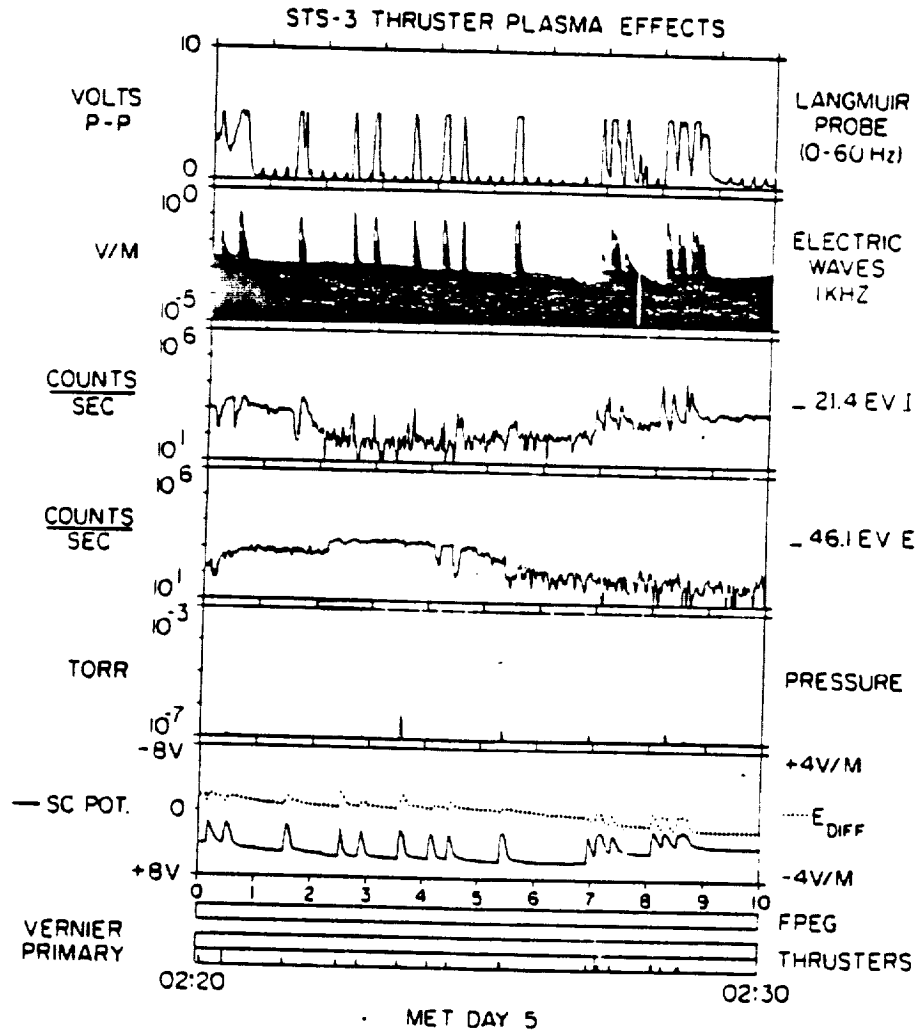 STS-3 THRUSTER PLASMA EFFECTS
10
VOLTS
P-P
0
LANGMUIR
PROBE
(0-60 Hz)
10⁰
V/M
10⁻⁵
ELECTRIC
WAVES
1KHZ
10⁶
COUNTS
SEC
10¹
21.4 EV I
10⁶
COUNTS
SEC
10¹
46.1 EV E
10⁻³
TORR
10⁻⁷
PRESSURE
-8V
+4V/M
— SC POT.
0
····· E DIFF
+8V
-4V/M
0 1 2 3 4 5 6 7 8 9 10
FPEG
VERNIER
PRIMARY
THRUSTERS
02:20
02:30
MET DAY 5